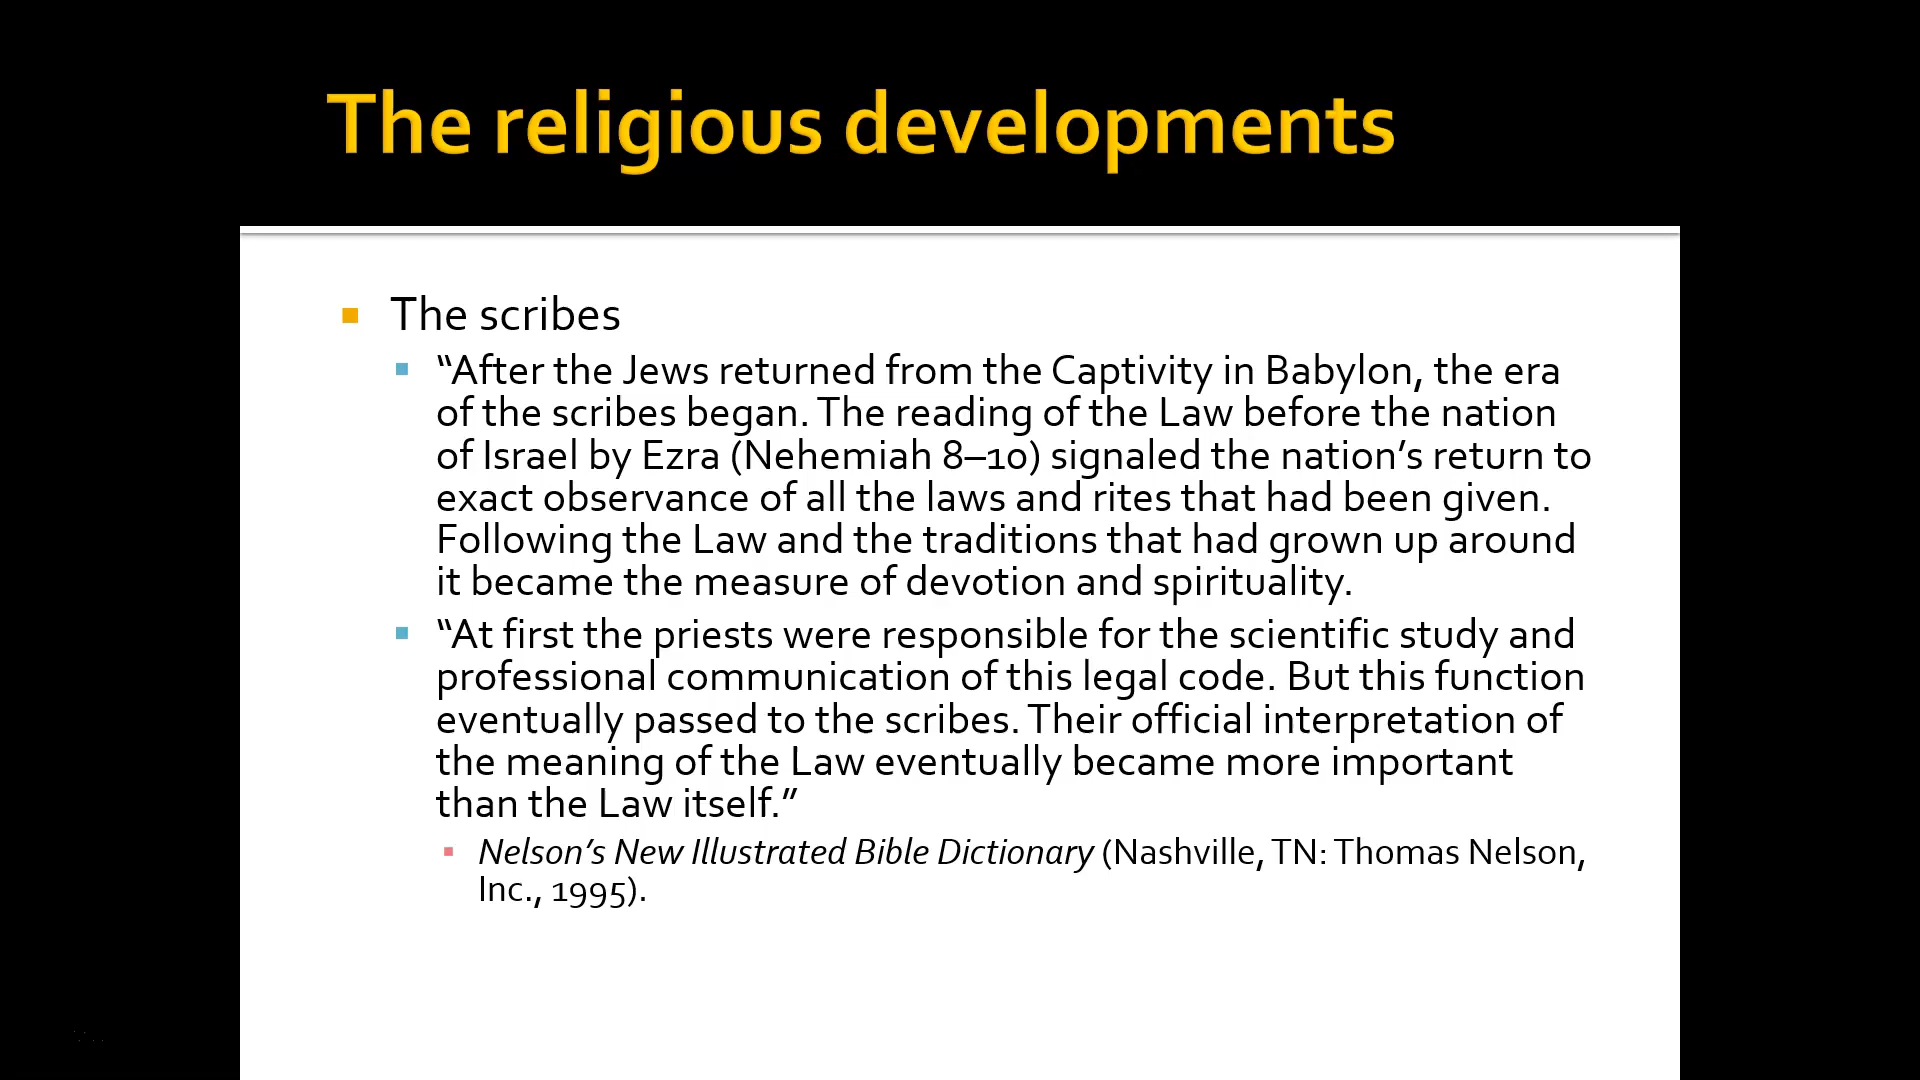 The religious developments
The scribes
“After the Jews returned from the Captivity in Babylon, the era
of the scribes began. The reading of the Law before the nation
of Israel by Ezra (Nehemiah 8–10) signaled the nation’s return to
exact observance of all the laws and rites that had been given.
Following the Law and the traditions that had grown up around
it became the measure of devotion and spirituality.
“At first the priests were responsible for the scientific study and
professional communication of this legal code. But this function
eventually passed to the scribes. Their official interpretation of
the meaning of the Law eventually became more important
than the Law itself.”
Nelson’s New Illustrated Bible Dictionary (Nashville, TN: Thomas Nelson,
Inc., 1995).